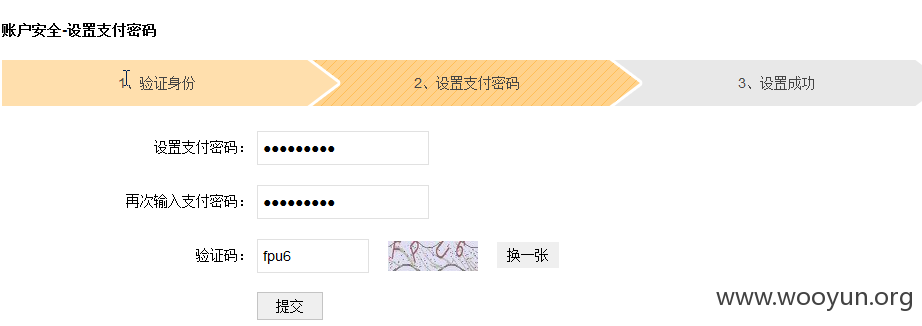 账户安全-设置支付密码
1、验证身份 2、设置支付密码 3、设置成功
设置支付密码： •••••••••
再次输入支付密码： •••••••••
验证码： fpu6 FPU6 换一张
提交
www.wooyun.org